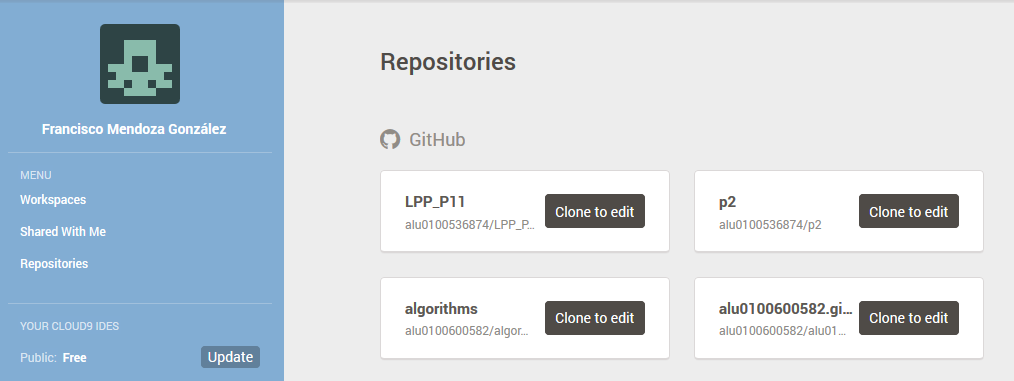 Francisco Mendoza González
MENU
Workspaces
Shared With Me
Repositories
YOUR CLOUD9 IDES
Public: Free
Update
Repositories
GitHub
LPP_P11
alu0100536874/LPP_P...
Clone to edit
p2
alu0100536874/p2
Clone to edit
algorithms
alu0100600582/algor...
Clone to edit
alu0100600582.gi...
alu0100600582/alu01...
Clone to edit